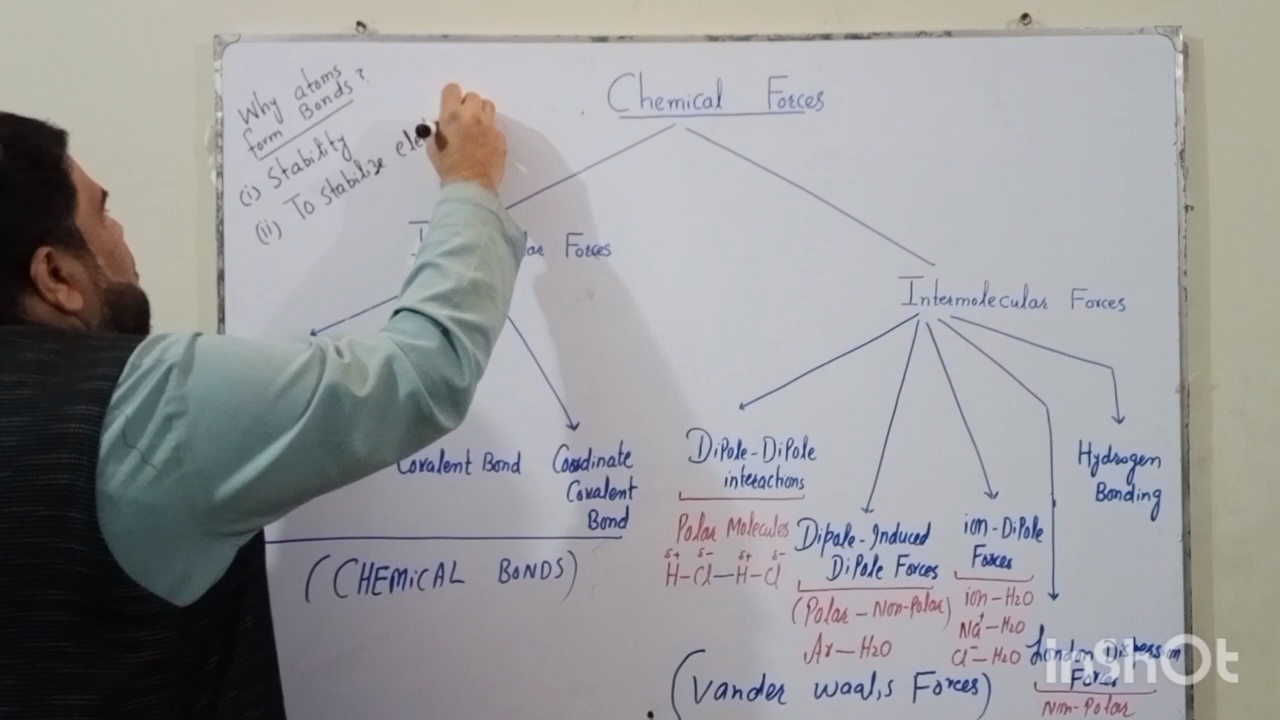 Why atoms
form Bonds?
(i) Stability
(ii) To stabilize ele
Chemical Forces
Forces
Intermolecular Forces
Covalent Bond
Coordinate
Covalent
Bond
(CHEMICAL BONDS)
DiPole-DiPole
interactions
Polar Molecules
δ+ δ- δ+ δ-
H-Cl-H-Cl
Dipole-Induced
DiPole Forces
(Polar-Non-Polar)
Ar-H2O
ion-DiPole
Forces
ion-H2O
Na+-H2O
Cl--H2O
Hydrogen
Bonding
London Dispersion
Forces
Non-Polar
(Vander waal,s Forces)
InShOt